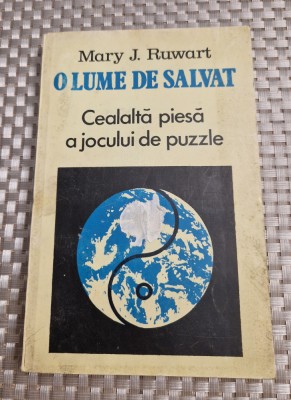 Mary J. Ruwart
O LUME DE SALVAT
Cealaltă piesă
a jocului de puzzle